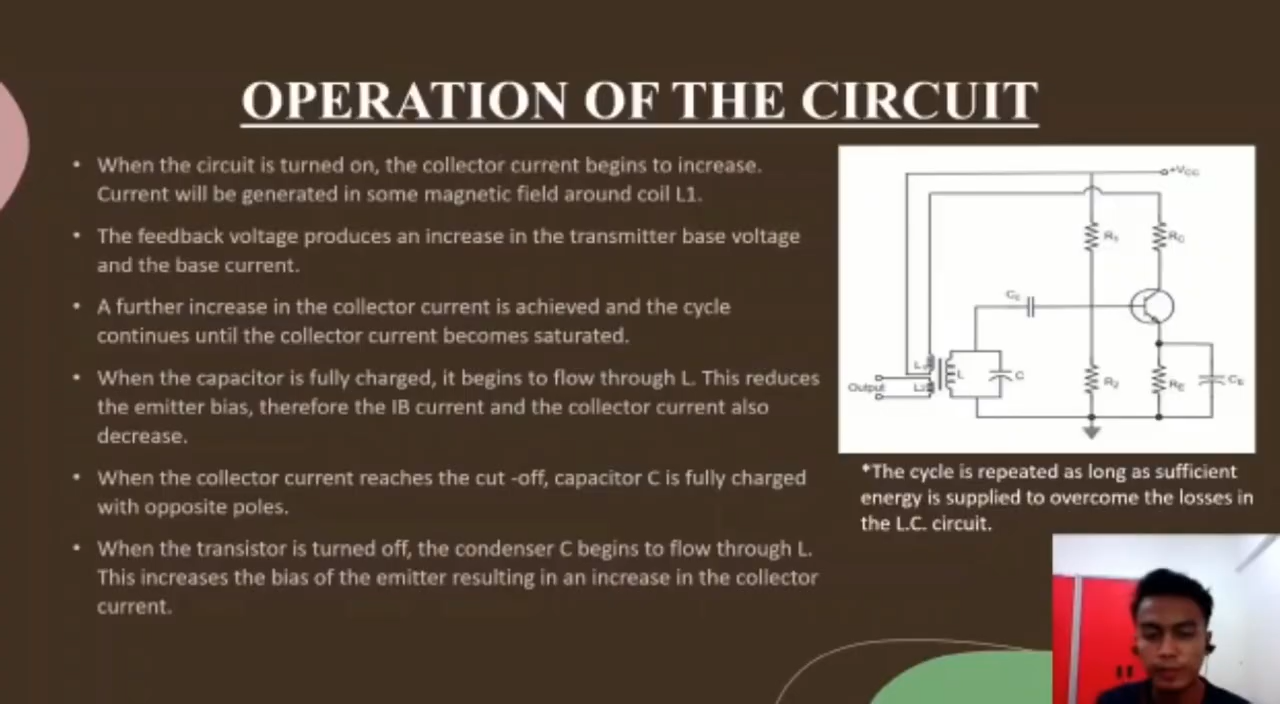 OPERATION OF THE CIRCUIT
• When the circuit is turned on, the collector current begins to increase.
Current will be generated in some magnetic field around coil L1.
• The feedback voltage produces an increase in the transmitter base voltage
and the base current.
• A further increase in the collector current is achieved and the cycle
continues until the collector current becomes saturated.
• When the capacitor is fully charged, it begins to flow through L. This reduces
the emitter bias, therefore the IB current and the collector current also
decrease.
• When the collector current reaches the cut -off, capacitor C is fully charged
with opposite poles.
• When the transistor is turned off, the condenser C begins to flow through L.
This increases the bias of the emitter resulting in an increase in the collector
current.
+VCC
R1
RC
L
C
Output
R2
RE
CE
*The cycle is repeated as long as sufficient
energy is supplied to overcome the losses in
the L.C. circuit.